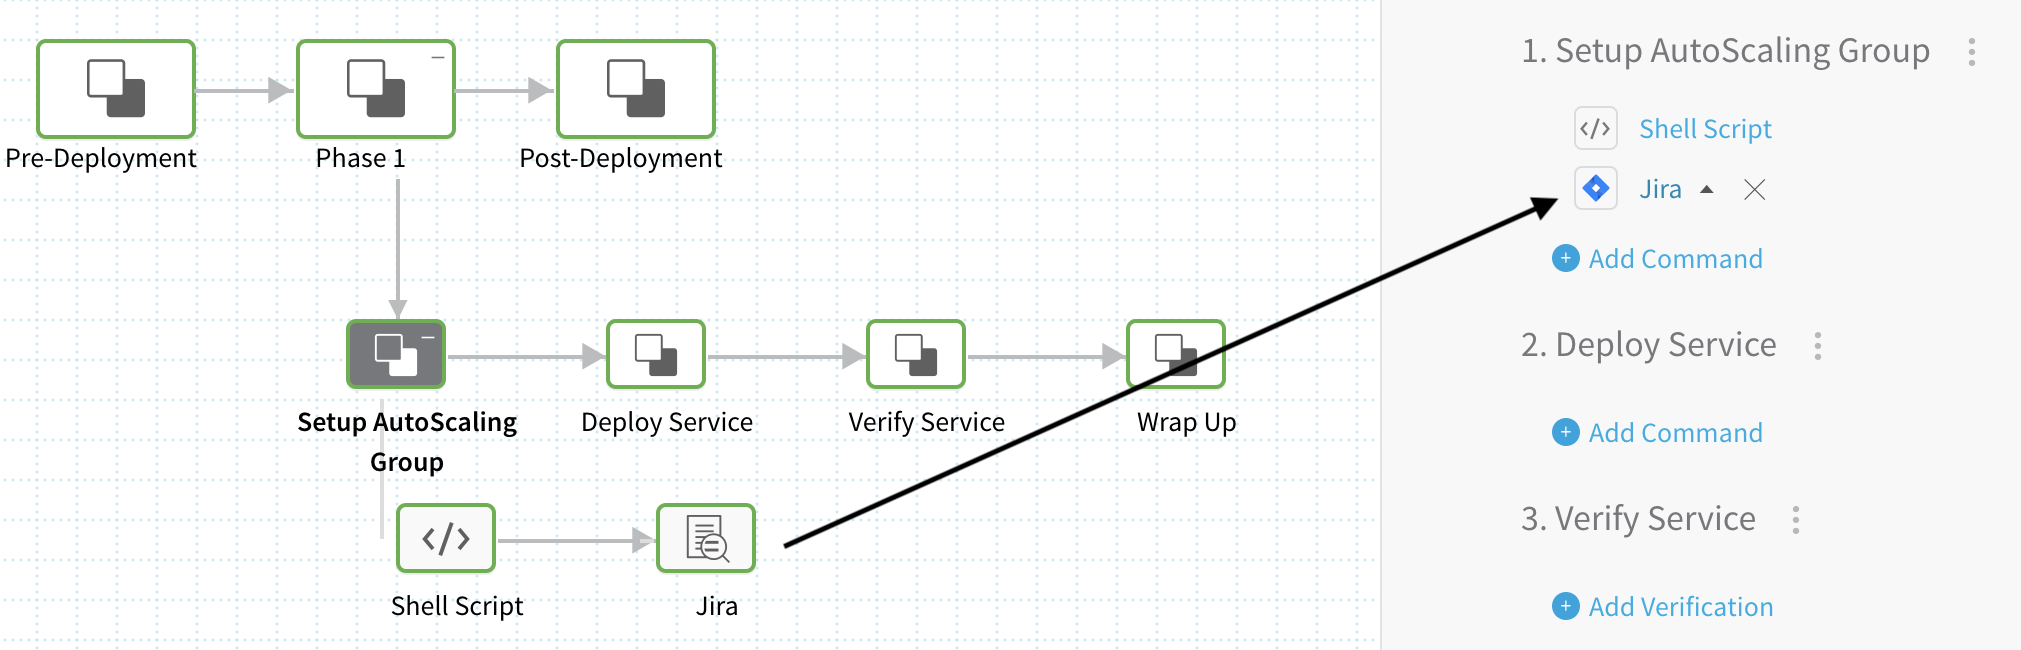 Pre-Deployment
Phase 1
Post-Deployment
Setup AutoScaling
Group
Deploy Service
Verify Service
Wrap Up
</>
Shell Script
Jira
1. Setup AutoScaling Group
</> Shell Script
Jira
+ Add Command
2. Deploy Service
+ Add Command
3. Verify Service
+ Add Verification